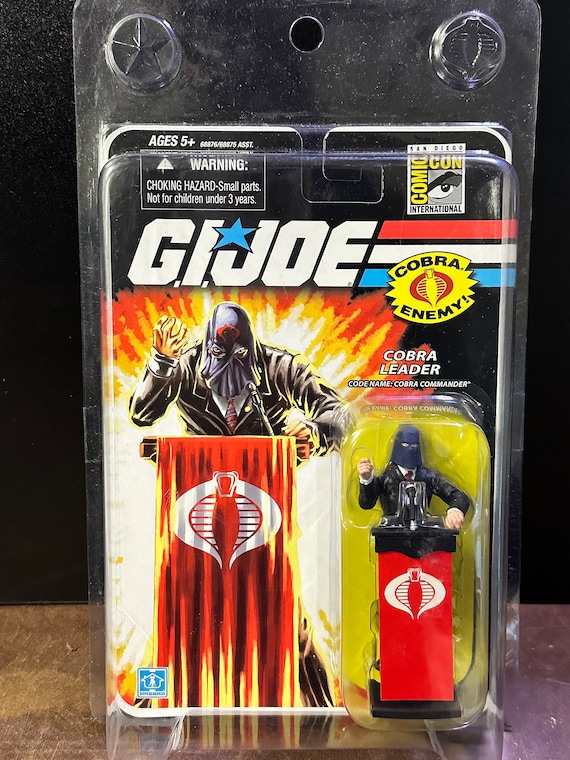 AGES 5+ 68876/68875 ASST.
WARNING:
CHOKING HAZARD-Small parts.
Not for children under 3 years.
SAN DIEGO
COMIC CON
INTERNATIONAL
G.I.JOE
COBRA
ENEMY!
COBRA
LEADER
CODE NAME: COBRA COMMANDER
HASBRO